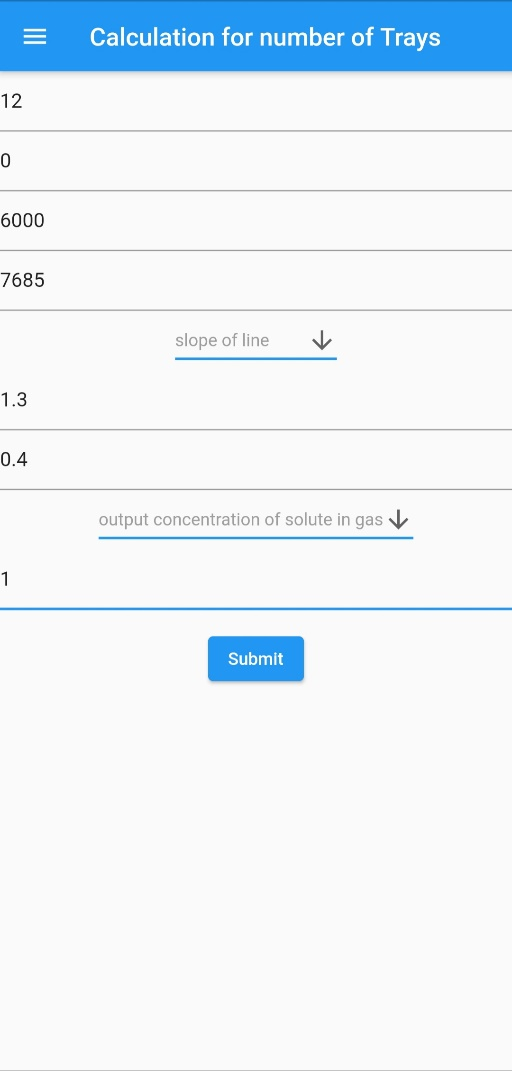 Calculation for number of Trays
12
0
6000
7685
slope of line
1.3
0.4
output concentration of solute in gas
1
Submit